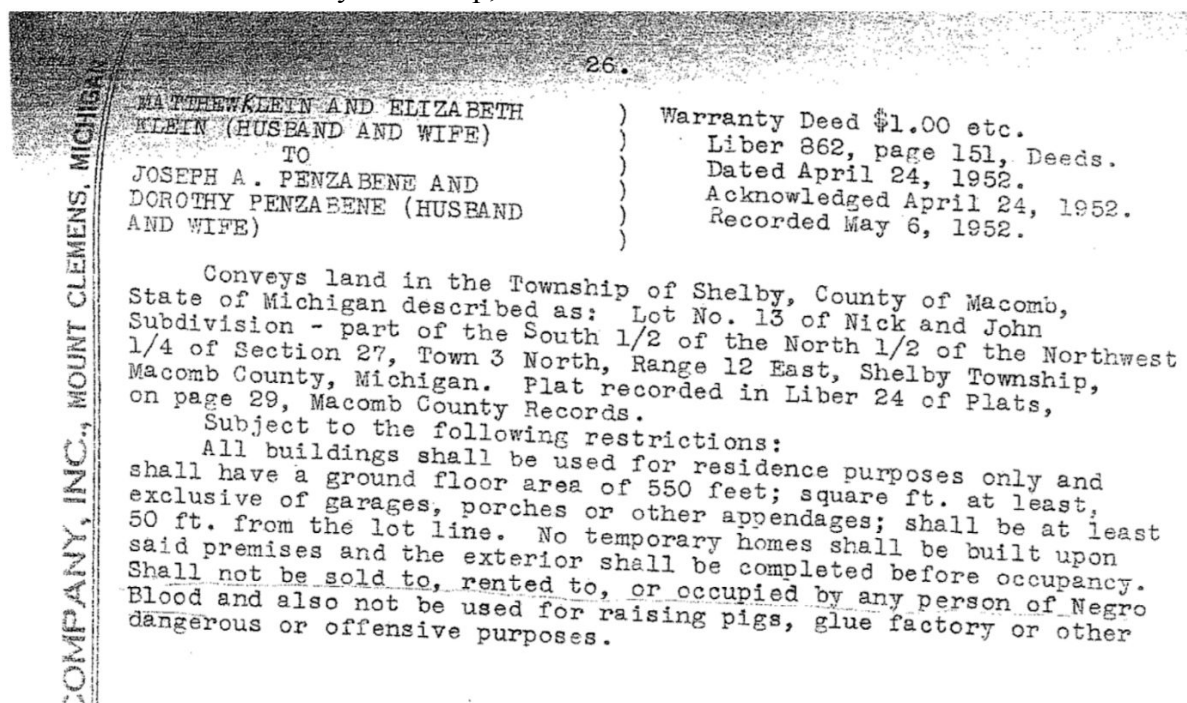 26.
MATTHEWKLEIN AND ELIZABETH
KLEIN (HUSBAND AND WIFE)
TO
JOSEPH A. PENZABENE AND
DOROTHY PENZABENE (HUSBAND
AND WIFE)
)
)
)
)
)
)
)
Warranty Deed $1.00 etc.
Liber 862, page 151, Deeds.
Dated April 24, 1952.
Acknowledged April 24, 1952.
Recorded May 6, 1952.
Conveys land in the Township of Shelby, County of Macomb,
State of Michigan described as: Lot No. 13 of Nick and John
Subdivision - part of the South 1/2 of the North 1/2 of the Northwest
1/4 of Section 27, Town 3 North, Range 12 East, Shelby Township,
Macomb County, Michigan. Plat recorded in Liber 24 of Plats,
on page 29, Macomb County Records.
Subject to the following restrictions:
All buildings shall be used for residence purposes only and
shall have a ground floor area of 550 feet; square ft. at least,
exclusive of garages, porches or other appendages; shall be at least
50 ft. from the lot line. No temporary homes shall be built upon
said premises and the exterior shall be completed before occupancy.
Shall not be sold to, rented to, or occupied by any person of Negro
Blood and also not be used for raising pigs, glue factory or other
dangerous or offensive purposes.
COMPANY, INC., MOUNT CLEMENS, MICHIGAN